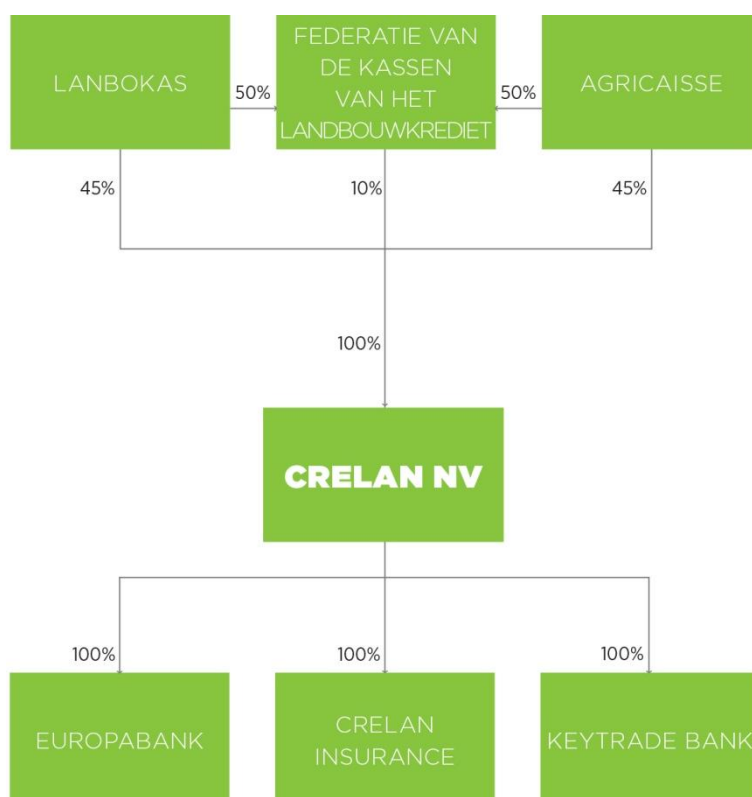 LANBOKAS
50%
FEDERATIE VAN
DE KASSEN
VAN HET
LANDBOUWKREDIET
50%
AGRICAISSE
45%
10%
45%
100%
CRELAN NV
100%
100%
100%
EUROPABANK
CRELAN
INSURANCE
KEYTRADE BANK